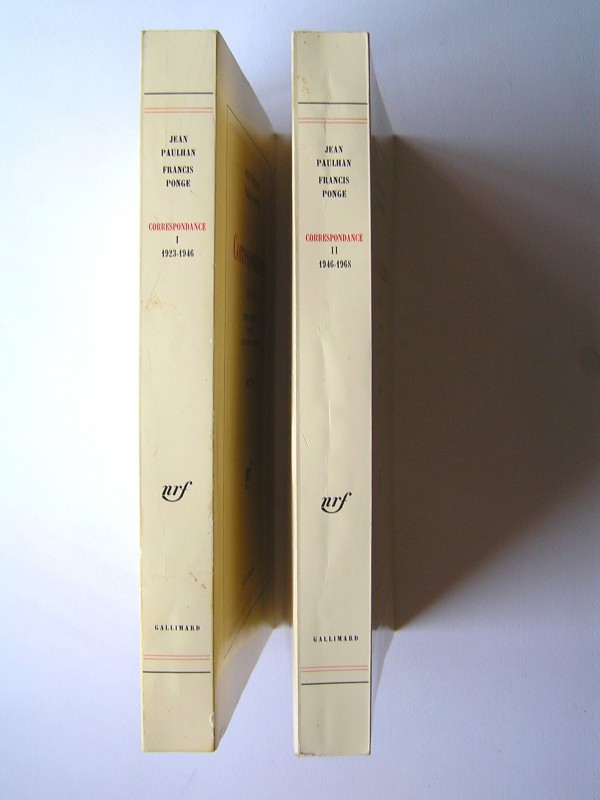 JEAN
PAULHAN
FRANCIS
PONGE
CORRESPONDANCE
I
1923-1946
nrf
GALLIMARD
JEAN
PAULHAN
FRANCIS
PONGE
CORRESPONDANCE
II
1946-1968
nrf
GALLIMARD